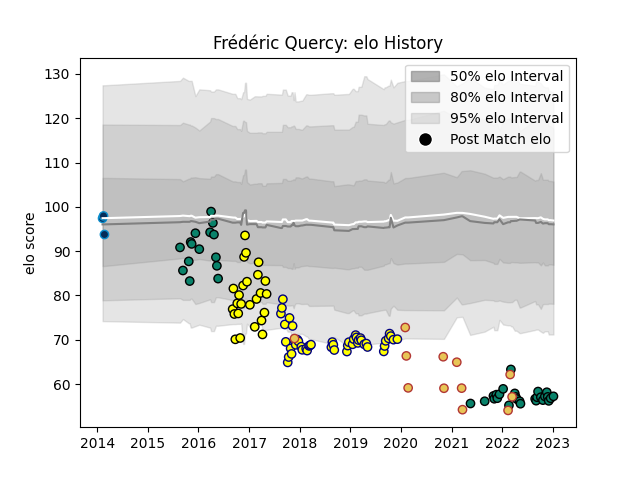 Frédéric Quercy: elo History
130
120
110
100
90
80
70
60
elo score
50% elo Interval
80% elo Interval
95% elo Interval
Post Match elo
2014 2015 2016 2017 2018 2019 2020 2021 2022 2023